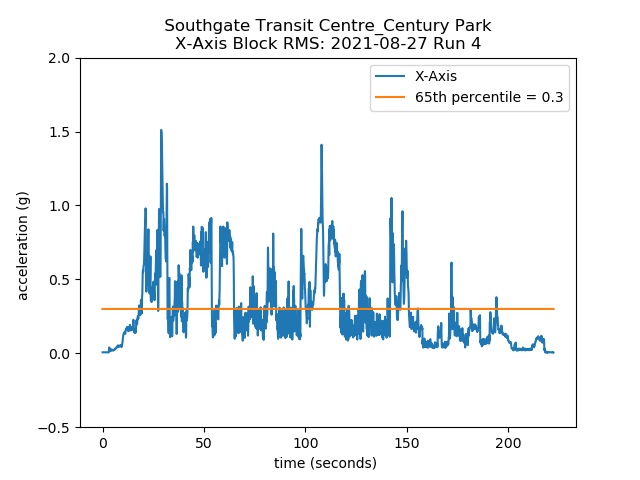 Southgate Transit Centre_Century Park
X-Axis Block RMS: 2021-08-27 Run 4
X-Axis
65th percentile = 0.3
2.0
1.5
1.0
0.5
0.0
−0.5
acceleration (g)
0 50 100 150 200
time (seconds)